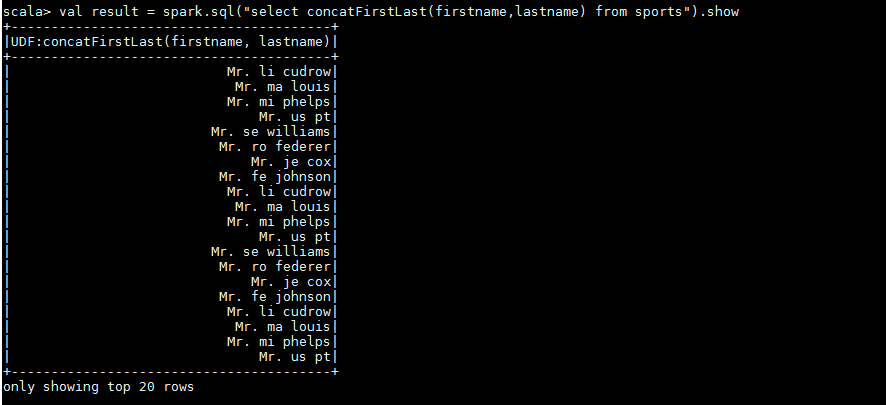 scala> val result = spark.sql("select concatFirstLast(firstname,lastname) from sports").show
+----------------------------------------+
|UDF:concatFirstLast(firstname, lastname)|
+----------------------------------------+
|                           Mr. li cudrow|
|                            Mr. ma louis|
|                           Mr. mi phelps|
|                               Mr. us pt|
|                         Mr. se williams|
|                          Mr. ro federer|
|                              Mr. je cox|
|                          Mr. fe johnson|
|                           Mr. li cudrow|
|                            Mr. ma louis|
|                           Mr. mi phelps|
|                               Mr. us pt|
|                         Mr. se williams|
|                          Mr. ro federer|
|                              Mr. je cox|
|                          Mr. fe johnson|
|                           Mr. li cudrow|
|                            Mr. ma louis|
|                           Mr. mi phelps|
|                               Mr. us pt|
+----------------------------------------+
only showing top 20 rows